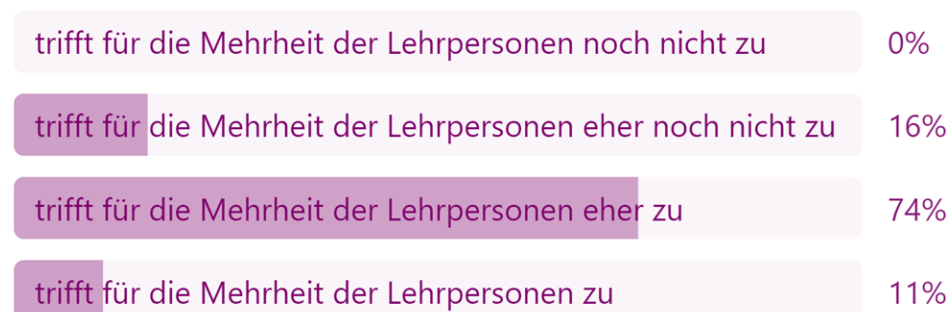 trifft für die Mehrheit der Lehrpersonen noch nicht zu 0%
trifft für die Mehrheit der Lehrpersonen eher noch nicht zu 16%
trifft für die Mehrheit der Lehrpersonen eher zu 74%
trifft für die Mehrheit der Lehrpersonen zu 11%